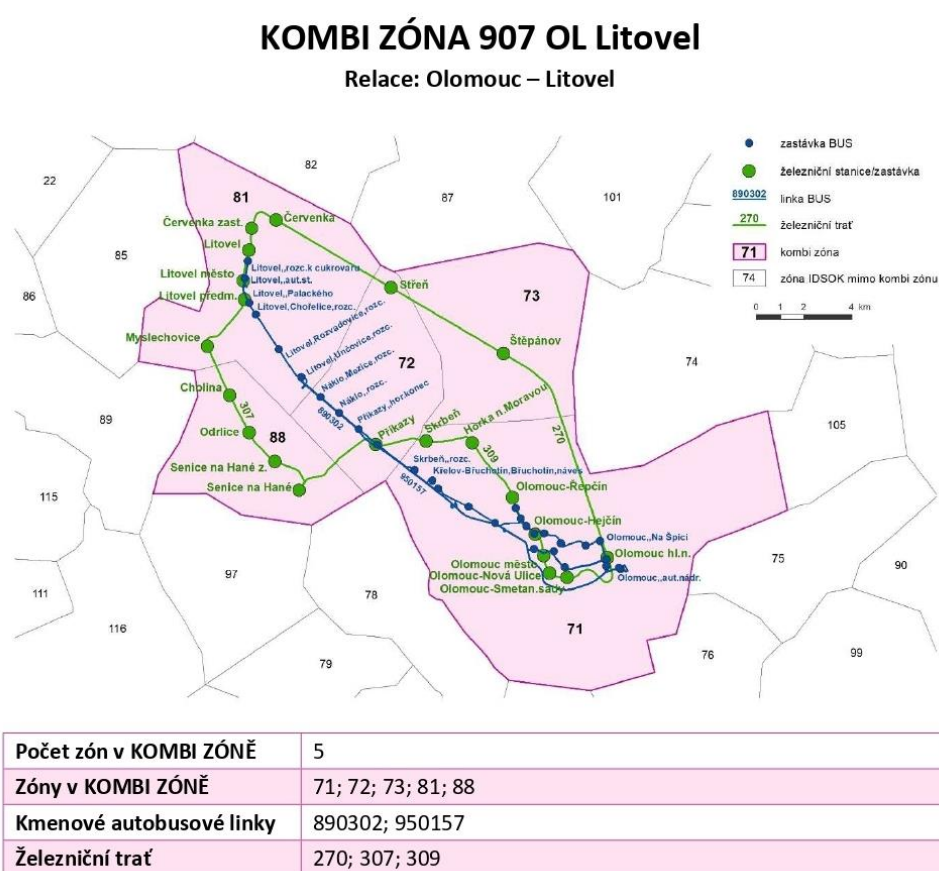 KOMBI ZÓNA 907 OL Litovel
Relace: Olomouc – Litovel
zastávka BUS
železniční stanice/zastávka
890302 linka BUS
270 železniční trať
71 kombi zóna
74 zóna IDSOK mimo kombi zónu
0 1 2 4 km
82
22
81
87
101
Červenka
Červenka zast.
Litovel
85
Litovel,,rozc.k cukrovaru
Litovel město
Litovel,,aut.st.
Střeň
86
Litovel předm.
Litovel,,Palackého
73
Litovel,Chořelice,rozc.
Myslechovice
Litovel,Rozvadovice,rozc.
Štěpánov
Litovel,Unčovice,rozc.
72
74
Náklo,Mezice,rozc.
Cholina
Náklo,,rozc.
89
307
890302
Příkazy,,hor.konec
Skrbeň
Horka n.Moravou
270
105
Odrlice
88
Příkazy
309
Senice na Hané z.
Skrbeň,,rozc.
Křelov-Břuchotín,Břuchotín,náves
950157
Senice na Hané
Olomouc-Řepčín
115
Olomouc-Hejčín
Olomouc,,Na Špici
Olomouc hl.n.
75
90
Olomouc město
Olomouc-Nová Ulice
Olomouc,,aut.nádr.
Olomouc-Smetan.sady
97
78
111
116
71
79
76
99
Počet zón v KOMBI ZÓNĚ 5
Zóny v KOMBI ZÓNĚ 71; 72; 73; 81; 88
Kmenové autobusové linky 890302; 950157
Železniční trať 270; 307; 309